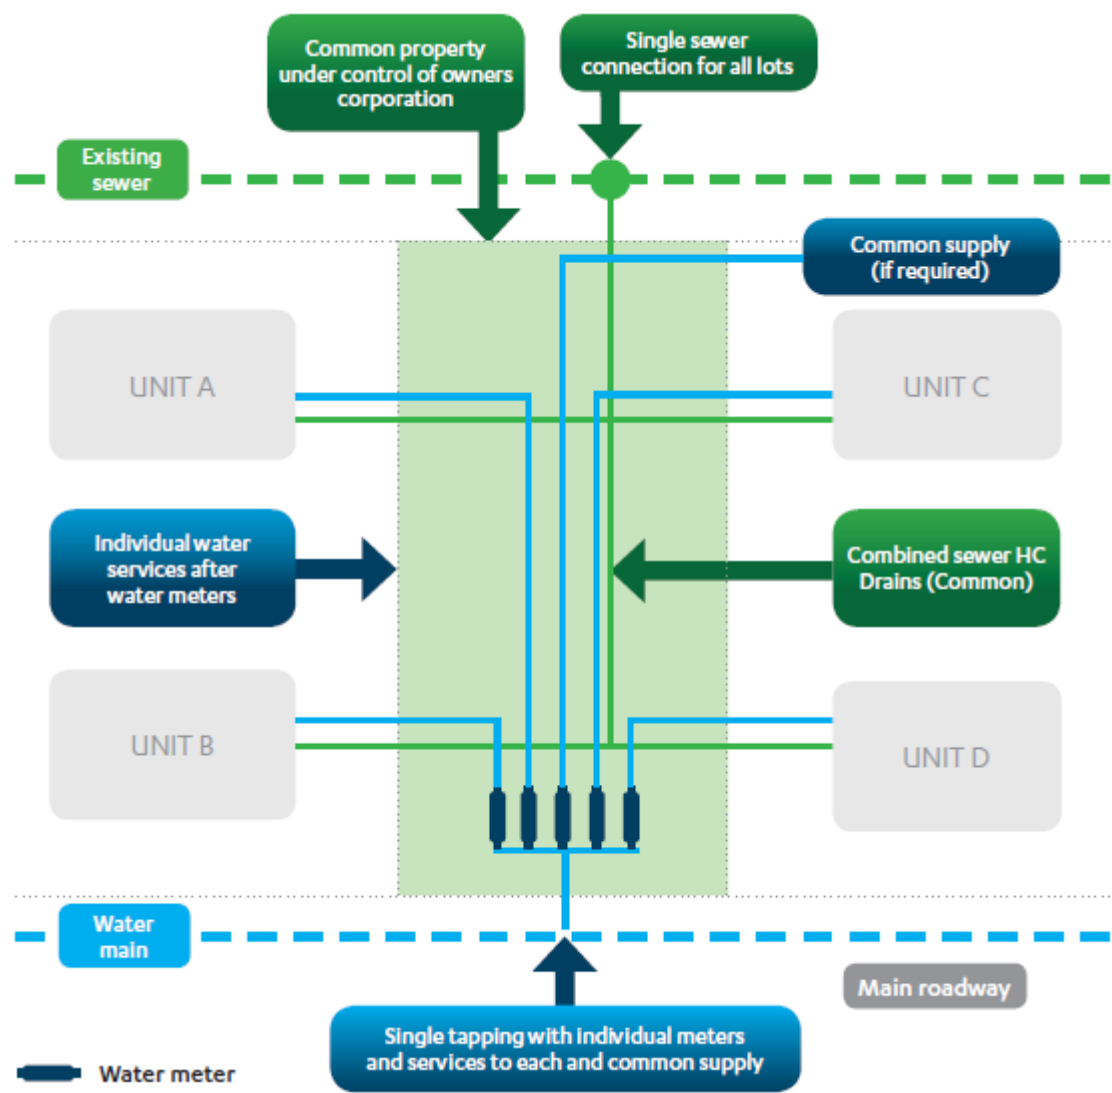 Common property
under control of owners
corporation
Single sewer
connection for all lots
Existing
sewer
Common supply
(if required)
UNIT A
UNIT C
Individual water
services after
water meters
Combined sewer HC
Drains (Common)
UNIT B
UNIT D
Water
main
Main roadway
Single tapping with individual meters
and services to each and common supply
Water meter